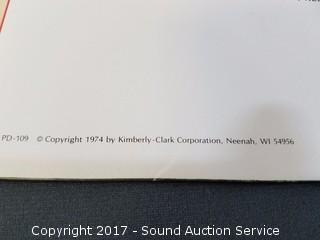 PD-109 © Copyright 1974 by Kimberly-Clark Corporation, Neenah, WI 54956
Copyright 2017 - Sound Auction Service